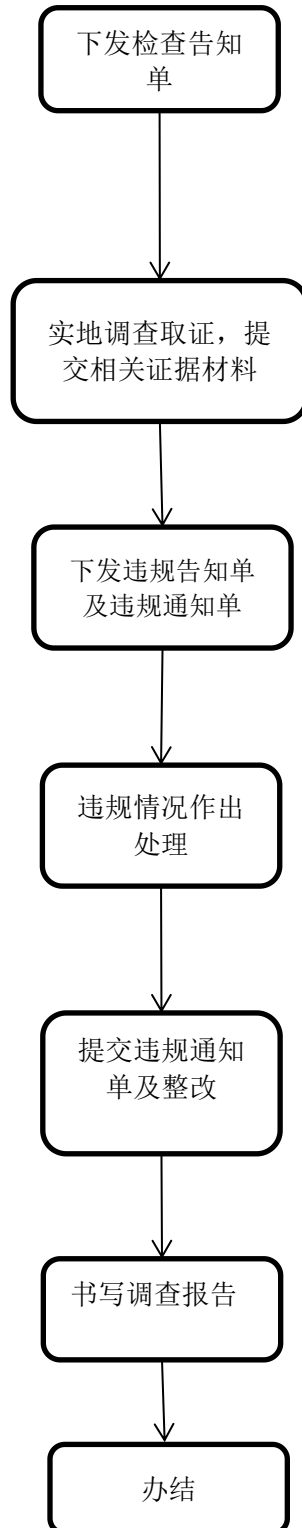 下发检查告知
单
实地调查取证，提
交相关证据材料
下发违规告知单
及违规通知单
违规情况作出
处理
提交违规通知
单及整改
书写调查报告
办结